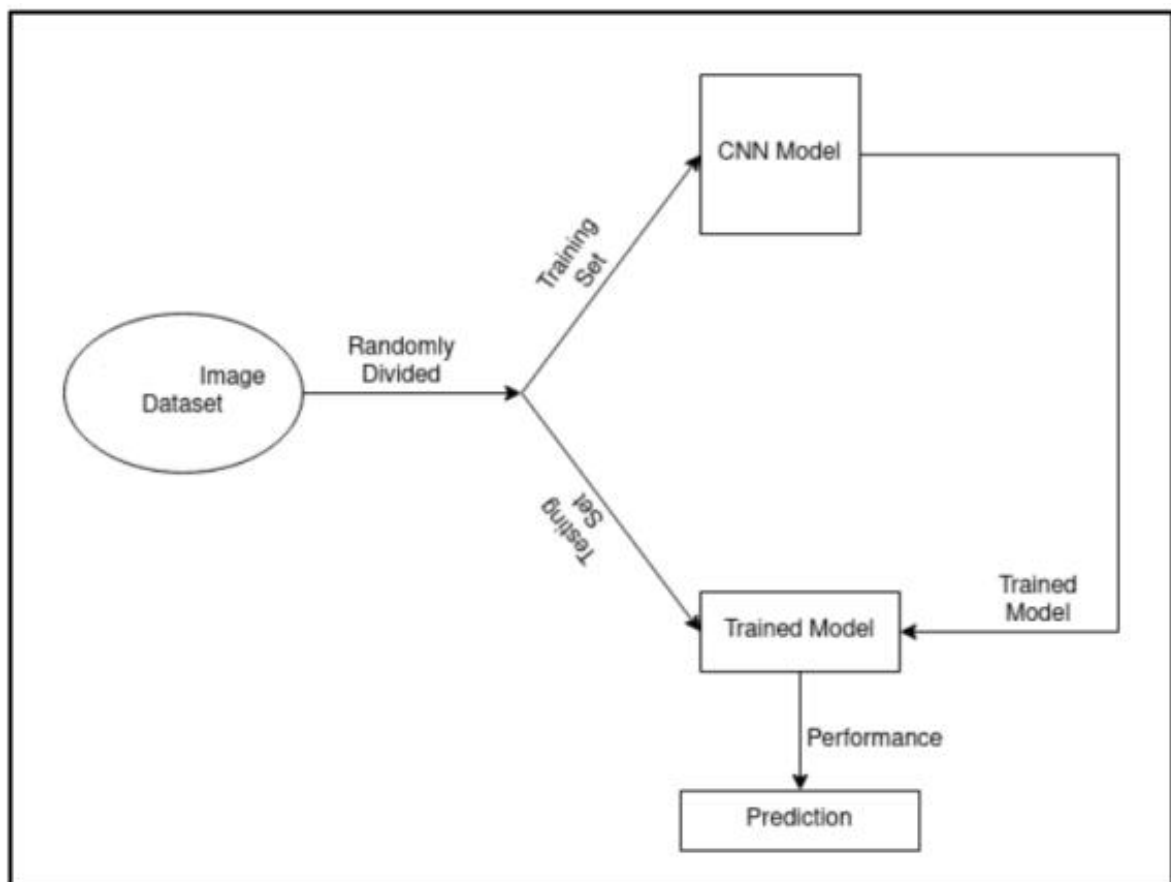 CNN Model
Training
Set
Randomly
Divided
Image
Dataset
Testing
Set
Trained
Model
Trained Model
Performance
Prediction